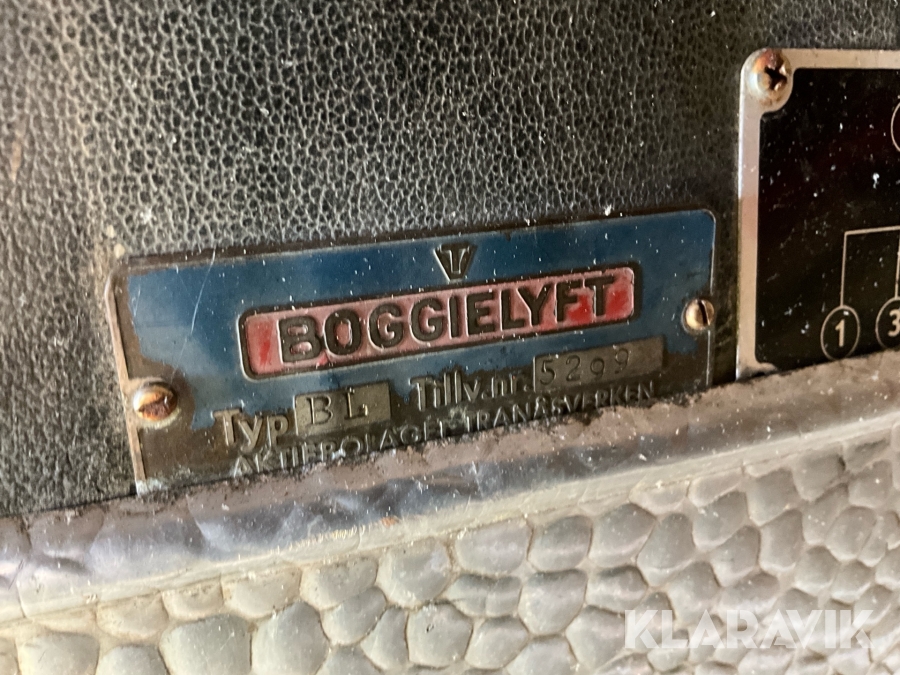 T
BOGGIELYFT
Typ BL Tillv.nr. 5299
AKTIEBOLAGET TRANÅSVERKEN
1
3
KLARAVIK